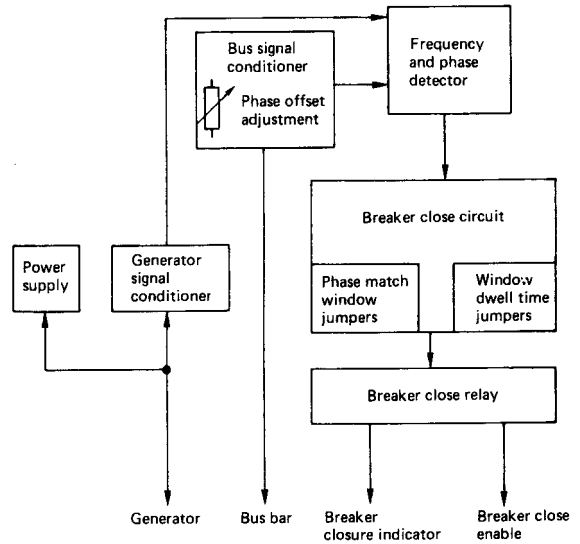 Bus signal
conditioner
Phase offset
adjustment
Frequency
and phase
detector
Breaker close circuit
Power
supply
Generator
signal
conditioner
Phase match
window
jumpers
Window
dwell time
jumpers
Breaker close relay
Generator
Bus bar
Breaker
closure indicator
Breaker close
enable